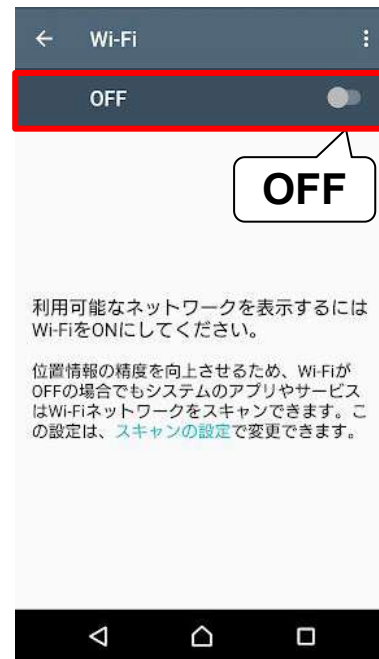 Wi-Fi
OFF
OFF
利用可能なネットワークを表示するには
Wi-FiをONにしてください。
位置情報の精度を向上させるため、Wi-Fiが
OFFの場合でもシステムのアプリやサービス
はWi-Fiネットワークをスキャンできます。こ
の設定は、スキャンの設定で変更できます。